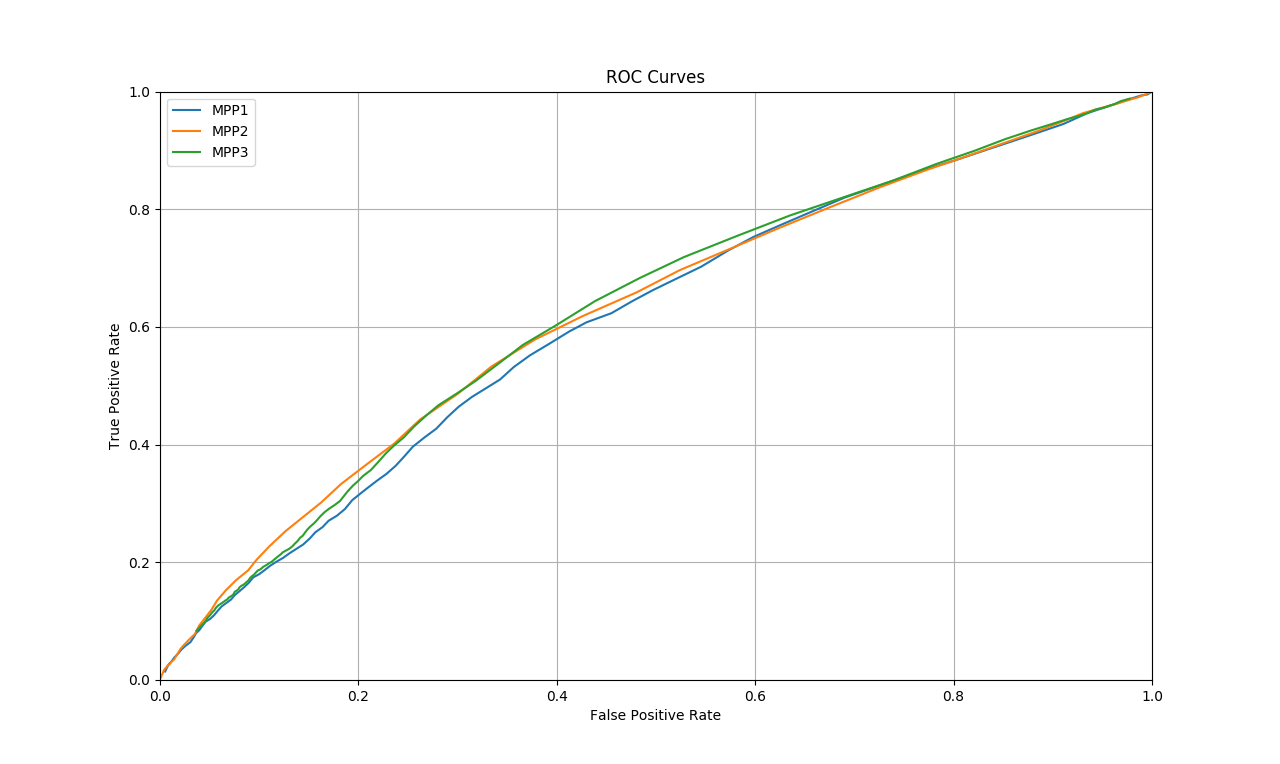 ROC Curves
MPP1
MPP2
MPP3
True Positive Rate
1.0
0.8
0.6
0.4
0.2
0.0
0.0 0.2 0.4 0.6 0.8 1.0
False Positive Rate